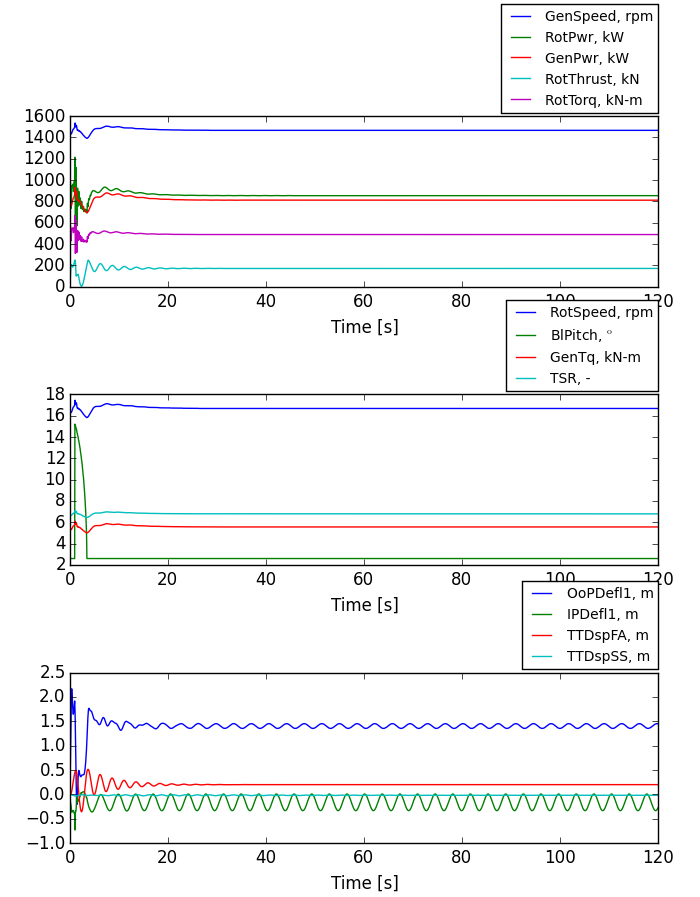 GenSpeed, rpm
RotPwr, kW
GenPwr, kW
RotThrust, kN
RotTorq, kN-m
1600
1400
1200
1000
800
600
400
200
0
0 20 40 60 80 100 120
Time [s]
RotSpeed, rpm
BlPitch, º
GenTq, kN-m
TSR, -
18
16
14
12
10
8
6
4
2
0 20 40 60 80 100 120
Time [s]
OoPDefl1, m
IPDefl1, m
TTDspFA, m
TTDspSS, m
2.5
2.0
1.5
1.0
0.5
0.0
−0.5
−1.0
0 20 40 60 80 100 120
Time [s]